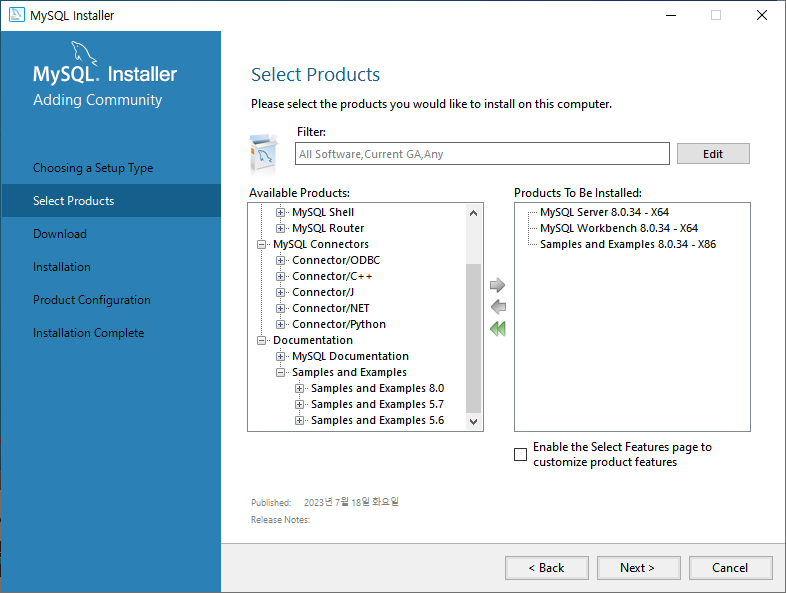 MySQL Installer
MySQL. Installer
Adding Community
Choosing a Setup Type
Select Products
Download
Installation
Product Configuration
Installation Complete
Select Products
Please select the products you would like to install on this computer.
Filter:
All Software,Current GA,Any
Edit
Available Products:
MySQL Shell
MySQL Router
MySQL Connectors
Connector/ODBC
Connector/C++
Connector/J
Connector/NET
Connector/Python
Documentation
MySQL Documentation
Samples and Examples
Samples and Examples 8.0
Samples and Examples 5.7
Samples and Examples 5.6
Products To Be Installed:
MySQL Server 8.0.34 - X64
MySQL Workbench 8.0.34 - X64
Samples and Examples 8.0.34 - X86
Enable the Select Features page to
customize product features
Published: 2023년 7월 18일 화요일
Release Notes:
< Back
Next >
Cancel